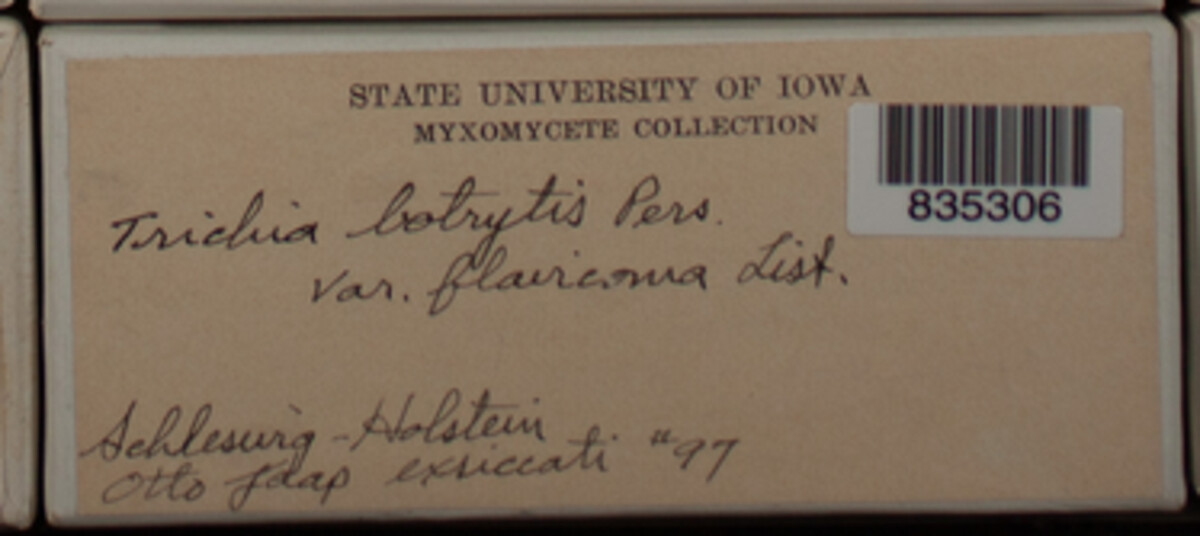 STATE UNIVERSITY OF IOWA
MYXOMYCETE COLLECTION
835306
Trichia botrytis Pers.
var. flavicoma List.
Schleswig-Holstein
Otto Jaap exsiccati #97